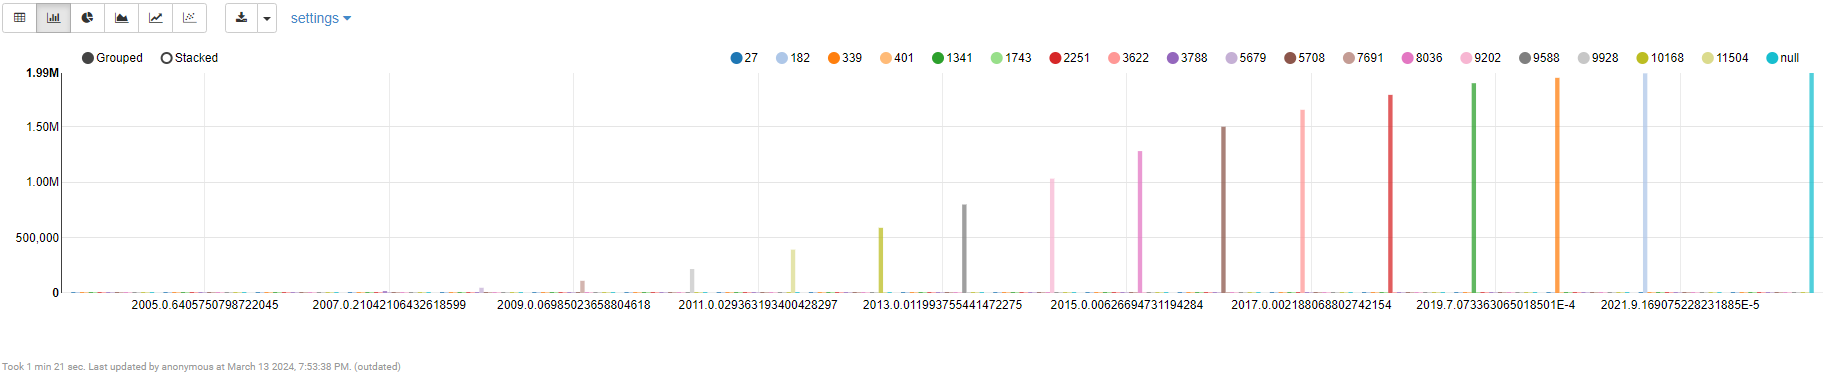 settings
Grouped Stacked 27 182 339 401 1341 1743 2251 3622 3788 5679 5708 7691 8036 9202 9588 9928 10168 11504 null
1.99M
1.50M
1.00M
500,000
0
2005.0.6405750798722045 2007.0.21042106432618599 2009.0.06985023658804618 2011.0.029363193400428297 2013.0.011993755441472275 2015.0.00626694731194284 2017.0.002188068802742154 2019.7.073363065018501E-4 2021.9.169075228231885E-5
Took 1 min 21 sec. Last updated by anonymous at March 13 2024, 7:53:38 PM. (outdated)